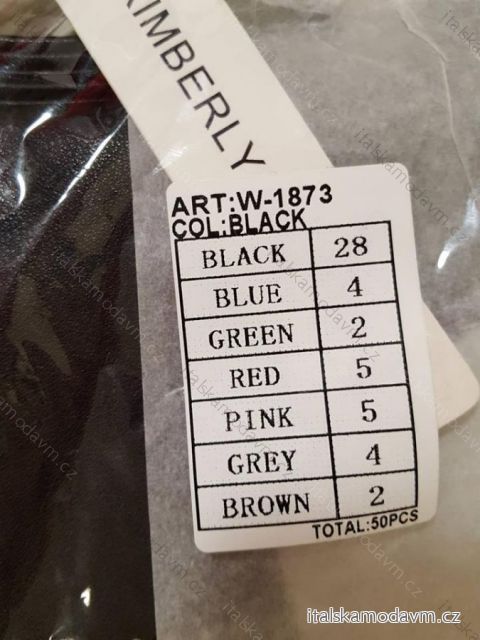 KIMBERLY
ART:W-1873
COL:BLACK
BLACK 28
BLUE 4
GREEN 2
RED 5
PINK 5
GREY 4
BROWN 2
TOTAL:50PCS
italskamodavm.cz